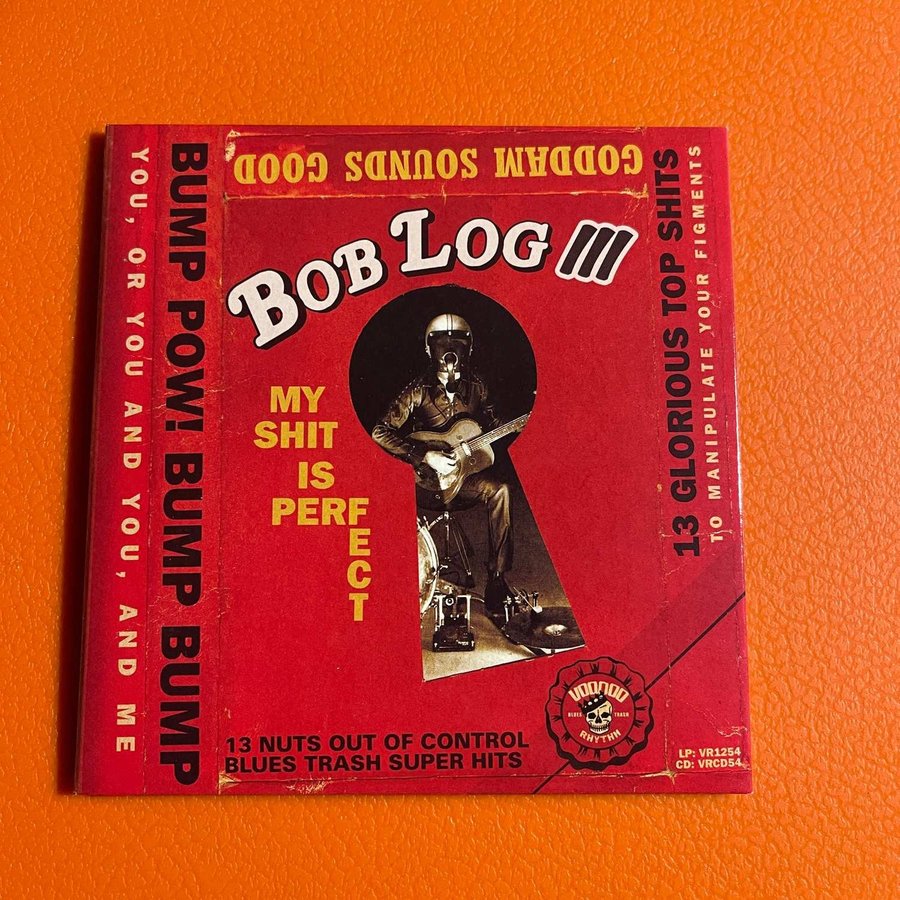 GODDAM SOUNDS GOOD
YOU, OR YOU AND YOU, AND ME
BUMP POW! BUMP BUMP
BOB LOG III
MY
SHIT
IS
PERFECT
13 GLORIOUS TOP SHITS
TO MANIPULATE YOUR FIGMENTS
13 NUTS OUT OF CONTROL
BLUES TRASH SUPER HITS
VOODOO
BLUES TRASH
RHYTHM
LP: VR1254
CD: VRCD54